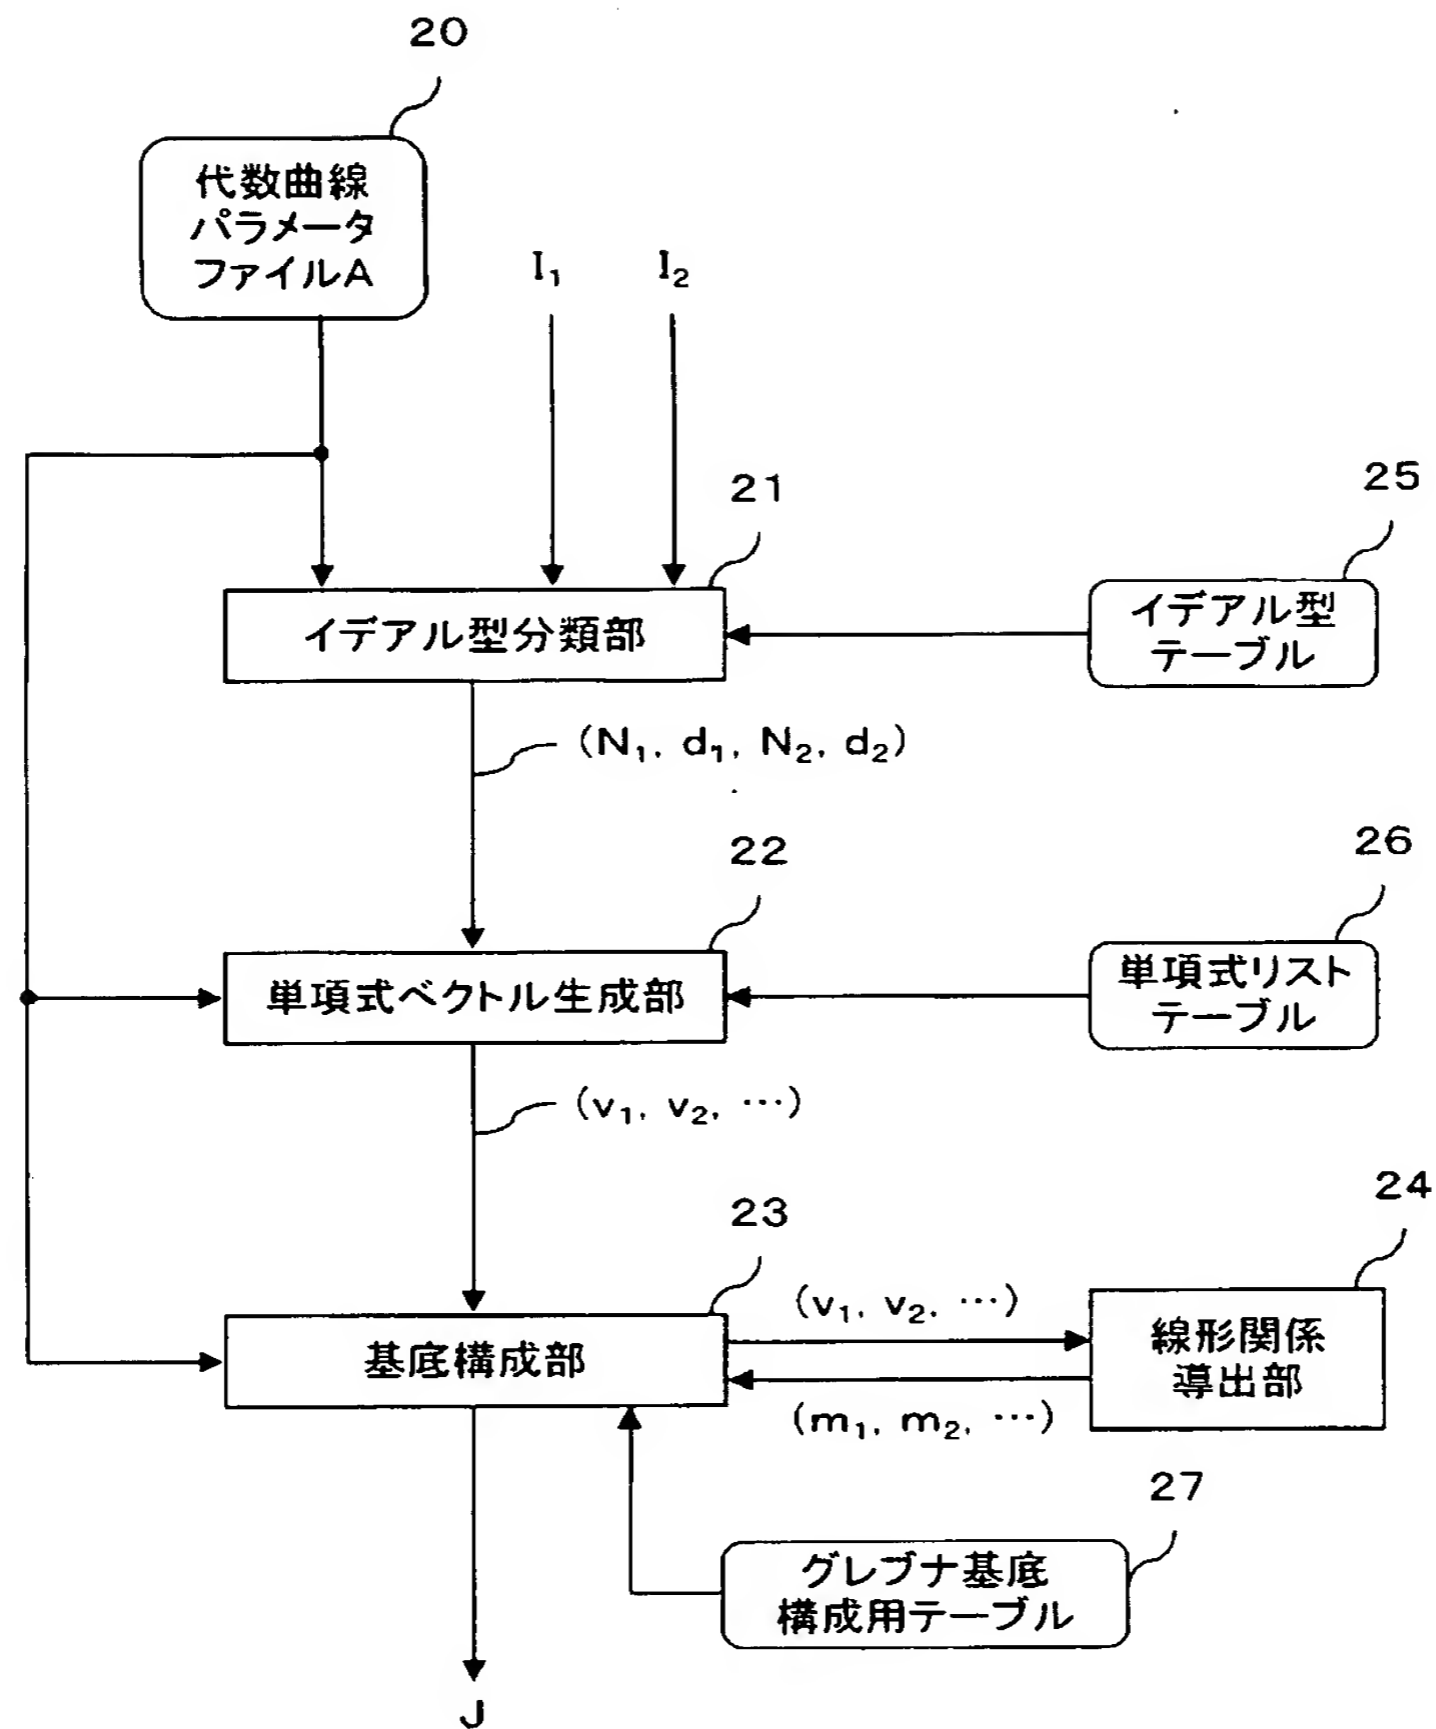 20
代数曲線
パラメータ
ファイルA
I₁
I₂
21
25
イデアル型分類部
イデアル型
テーブル
(N₁, d₁, N₂, d₂)
22
26
単項式ベクトル生成部
単項式リスト
テーブル
(v₁, v₂, …)
23
24
基底構成部
(v₁, v₂, …)
線形関係
導出部
(m₁, m₂, …)
27
グレブナ基底
構成用テーブル
J